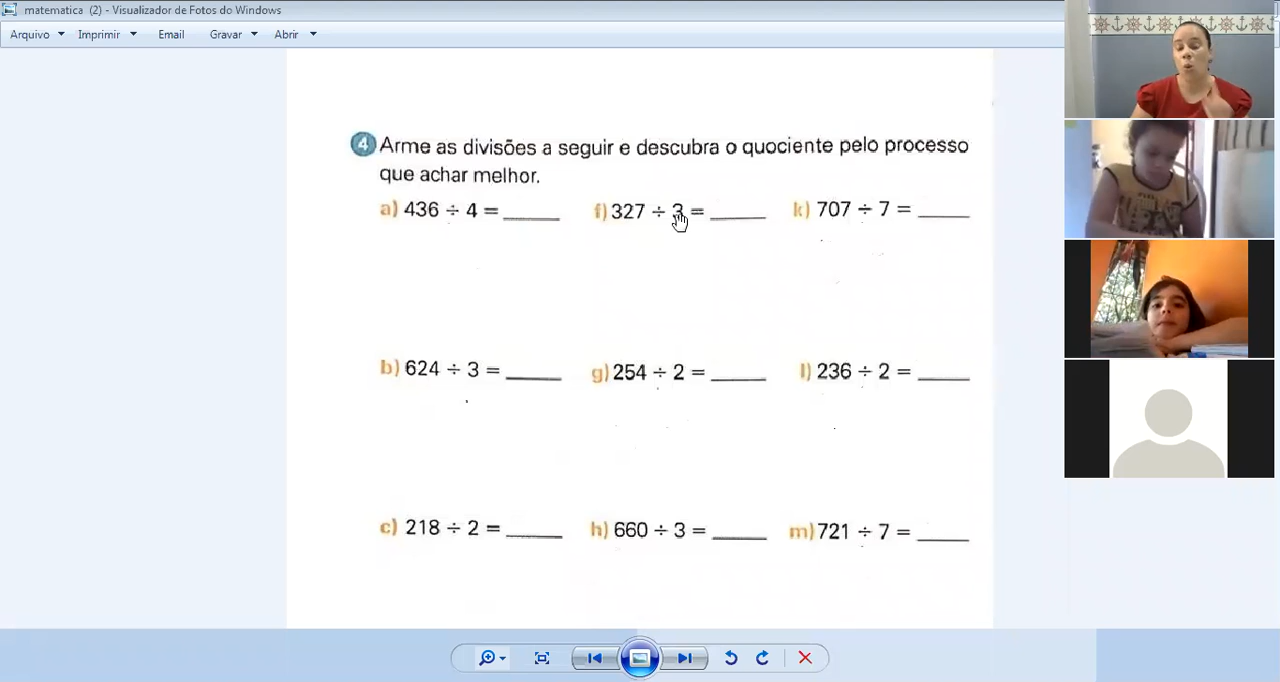 matematica (2) - Visualizador de Fotos do Windows
Arquivo Imprimir Email Gravar Abrir
4 Arme as divisões a seguir e descubra o quociente pelo processo
que achar melhor.
a) 436 ÷ 4 = ____ f) 327 ÷ 3 = ____ k) 707 ÷ 7 = ____
b) 624 ÷ 3 = ____ g) 254 ÷ 2 = ____ l) 236 ÷ 2 = ____
c) 218 ÷ 2 = ____ h) 660 ÷ 3 = ____ m) 721 ÷ 7 = ____